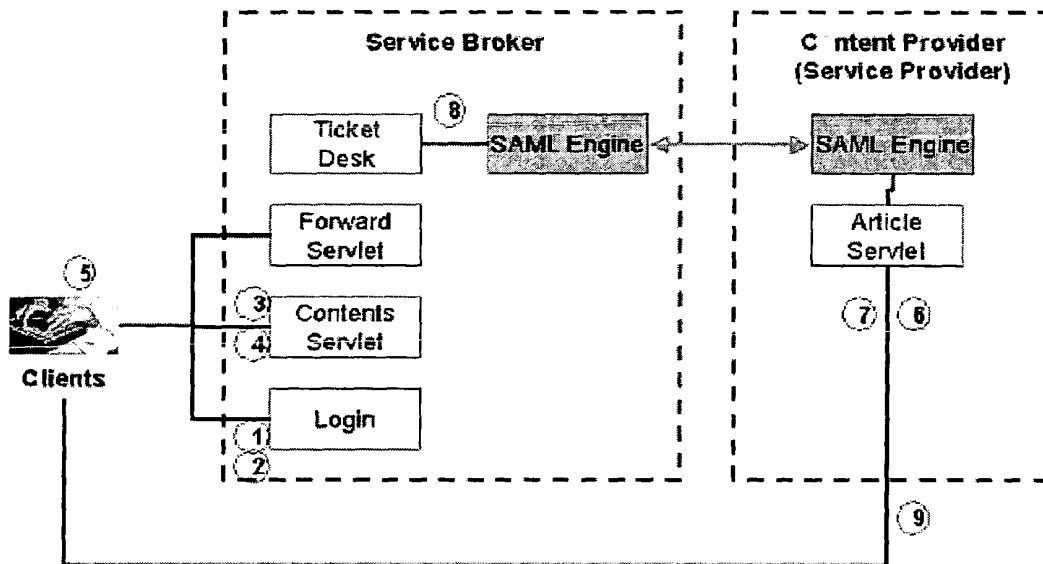 Service Broker
C ntent Provider
(Service Provider)
8
Ticket
Desk
SAML Engine
SAML Engine
Forward
Servlet
Article
Servlet
5
3
Contents
Servlet
4
7
6
Clients
Login
1
2
9